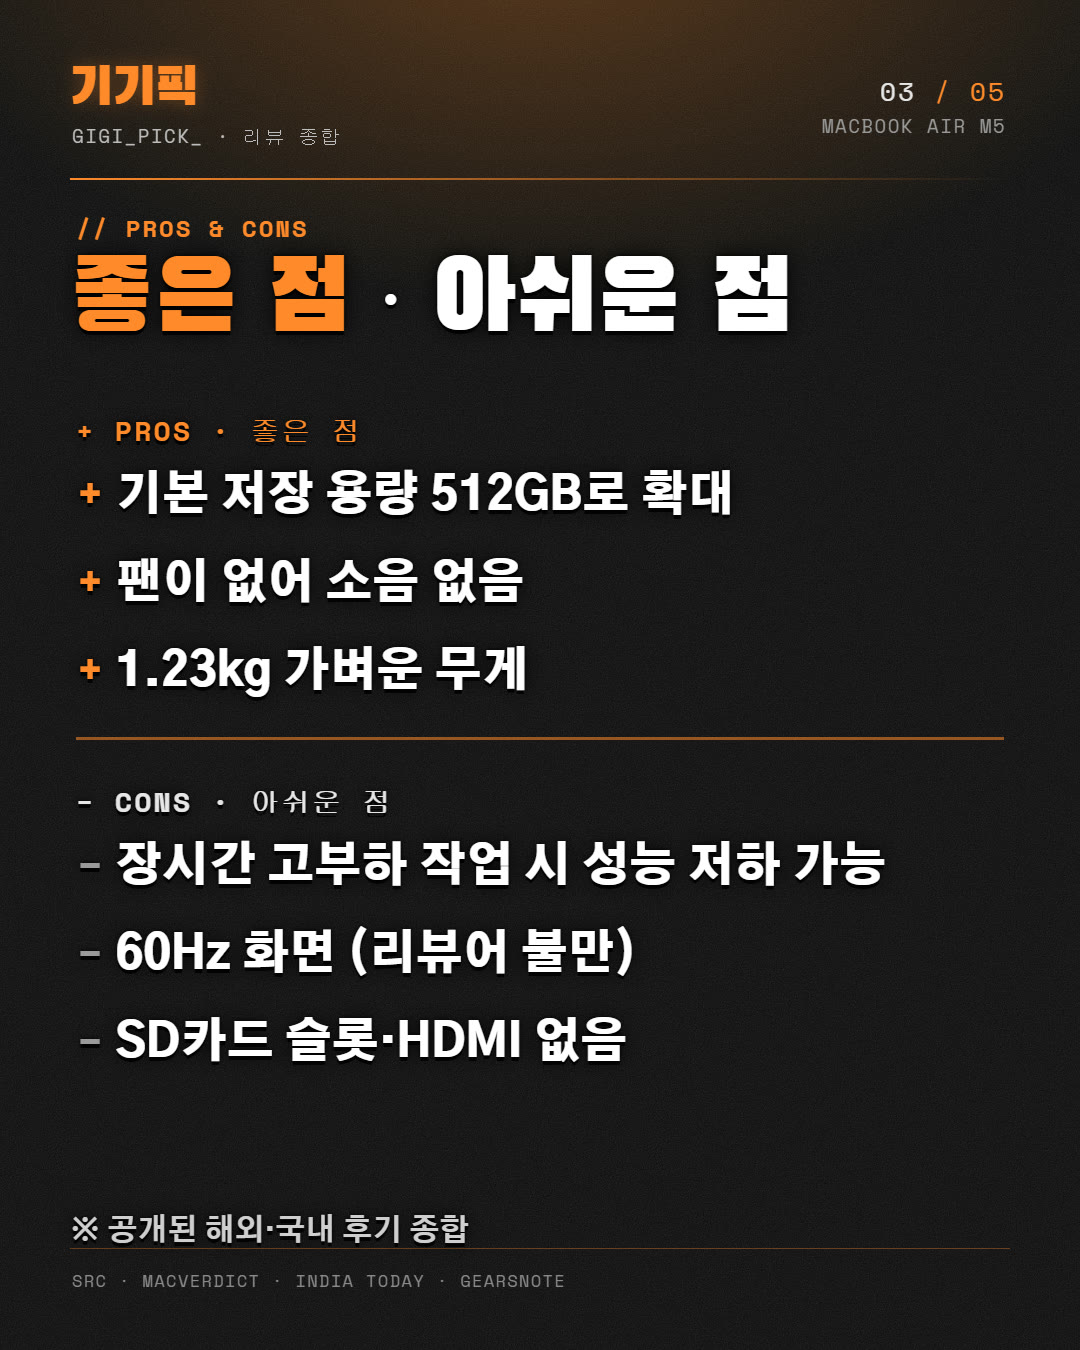 기기픽
GIGI_PICK_ · 리뷰 종합
03 / 05
MACBOOK AIR M5
// PROS & CONS
좋은 점 · 아쉬운 점
+ PROS · 좋은 점
+ 기본 저장 용량 512GB로 확대
+ 팬이 없어 소음 없음
+ 1.23kg 가벼운 무게
- CONS · 아쉬운 점
- 장시간 고부하 작업 시 성능 저하 가능
- 60Hz 화면 (리뷰어 불만)
- SD카드 슬롯·HDMI 없음
※ 공개된 해외·국내 후기 종합
SRC · MACVERDICT · INDIA TODAY · GEARSNOTE